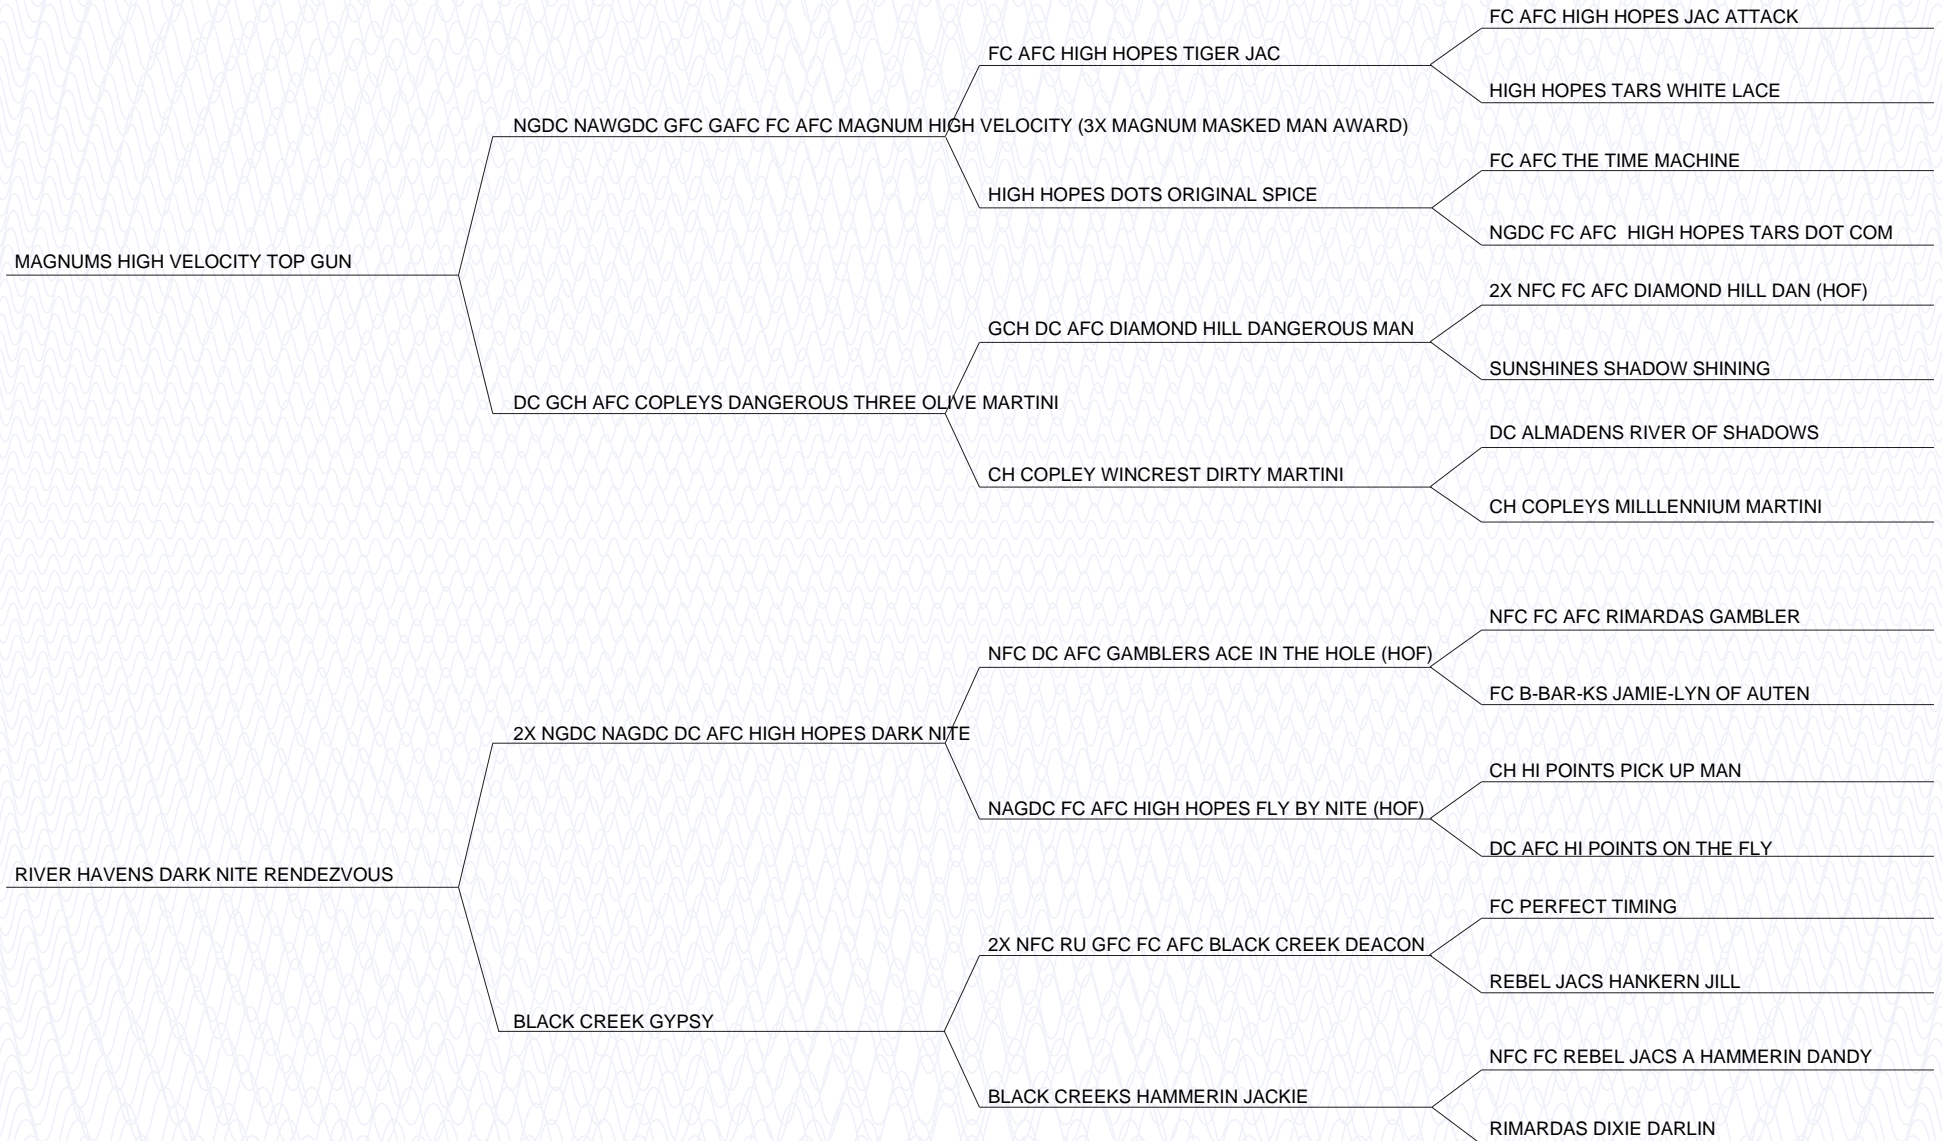 FC AFC HIGH HOPES JAC ATTACK
FC AFC HIGH HOPES TIGER JAC
HIGH HOPES TARS WHITE LACE
NGDC NAWGDC GFC GAFC FC AFC MAGNUM HIGH VELOCITY (3X MAGNUM MASKED MAN AWARD)
FC AFC THE TIME MACHINE
HIGH HOPES DOTS ORIGINAL SPICE
NGDC FC AFC  HIGH HOPES TARS DOT COM
MAGNUMS HIGH VELOCITY TOP GUN
2X NFC FC AFC DIAMOND HILL DAN (HOF)
GCH DC AFC DIAMOND HILL DANGEROUS MAN
SUNSHINES SHADOW SHINING
DC GCH AFC COPLEYS DANGEROUS THREE OLIVE MARTINI
DC ALMADENS RIVER OF SHADOWS
CH COPLEY WINCREST DIRTY MARTINI
CH COPLEYS MILLLENNIUM MARTINI
NFC FC AFC RIMARDAS GAMBLER
NFC DC AFC GAMBLERS ACE IN THE HOLE (HOF)
FC B-BAR-KS JAMIE-LYN OF AUTEN
2X NGDC NAGDC DC AFC HIGH HOPES DARK NITE
CH HI POINTS PICK UP MAN
NAGDC FC AFC HIGH HOPES FLY BY NITE (HOF)
DC AFC HI POINTS ON THE FLY
RIVER HAVENS DARK NITE RENDEZVOUS
FC PERFECT TIMING
2X NFC RU GFC FC AFC BLACK CREEK DEACON
REBEL JACS HANKERN JILL
BLACK CREEK GYPSY
NFC FC REBEL JACS A HAMMERIN DANDY
BLACK CREEKS HAMMERIN JACKIE
RIMARDAS DIXIE DARLIN